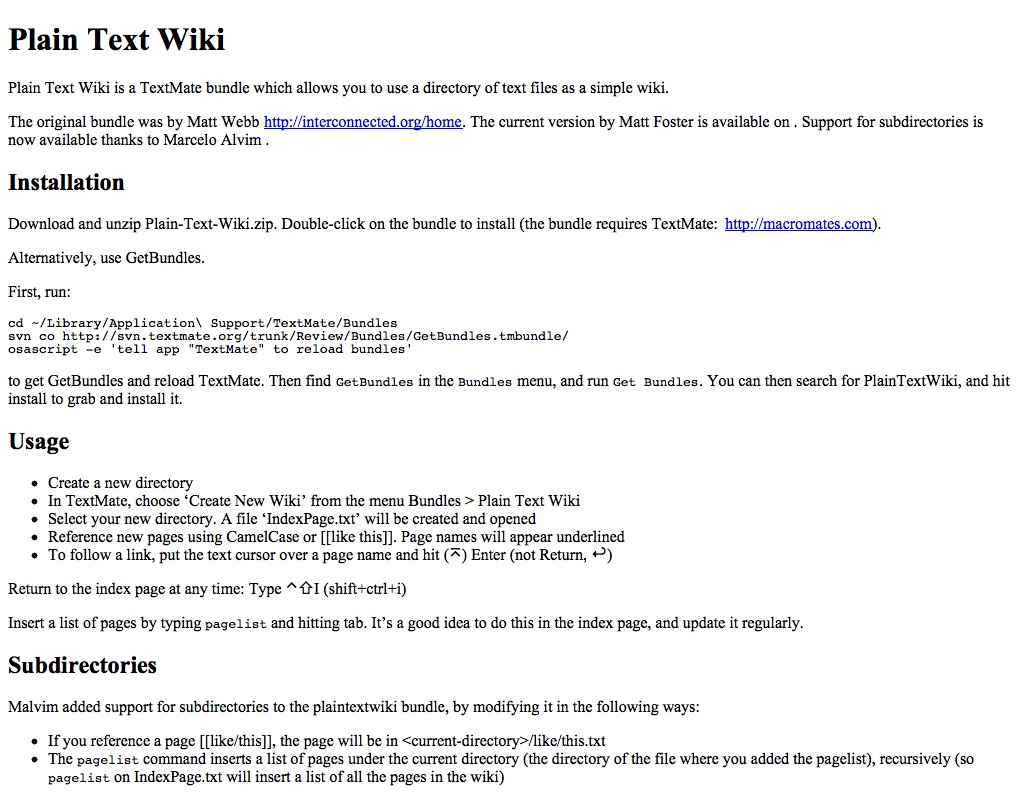 Plain Text Wiki
Plain Text Wiki is a TextMate bundle which allows you to use a directory of text files as a simple wiki.
The original bundle was by Matt Webb http://interconnected.org/home. The current version by Matt Foster is available on . Support for subdirectories is
now available thanks to Marcelo Alvim .
Installation
Download and unzip Plain-Text-Wiki.zip. Double-click on the bundle to install (the bundle requires TextMate: http://macromates.com).
Alternatively, use GetBundles.
First, run:
cd ~/Library/Application\ Support/TextMate/Bundles
svn co http://svn.textmate.org/trunk/Review/Bundles/GetBundles.tmbundle/
osascript -e 'tell app "TextMate" to reload bundles'
to get GetBundles and reload TextMate. Then find GetBundles in the Bundles menu, and run Get Bundles. You can then search for PlainTextWiki, and hit
install to grab and install it.
Usage
• Create a new directory
• In TextMate, choose ‘Create New Wiki’ from the menu Bundles > Plain Text Wiki
• Select your new directory. A file ‘IndexPage.txt’ will be created and opened
• Reference new pages using CamelCase or [[like this]]. Page names will appear underlined
• To follow a link, put the text cursor over a page name and hit (⌅) Enter (not Return, ↩)
Return to the index page at any time: Type ⌃⇧I (shift+ctrl+i)
Insert a list of pages by typing pagelist and hitting tab. It’s a good idea to do this in the index page, and update it regularly.
Subdirectories
Malvim added support for subdirectories to the plaintextwiki bundle, by modifying it in the following ways:
• If you reference a page [[like/this]], the page will be in <current-directory>/like/this.txt
• The pagelist command inserts a list of pages under the current directory (the directory of the file where you added the pagelist), recursively (so
pagelist on IndexPage.txt will insert a list of all the pages in the wiki)